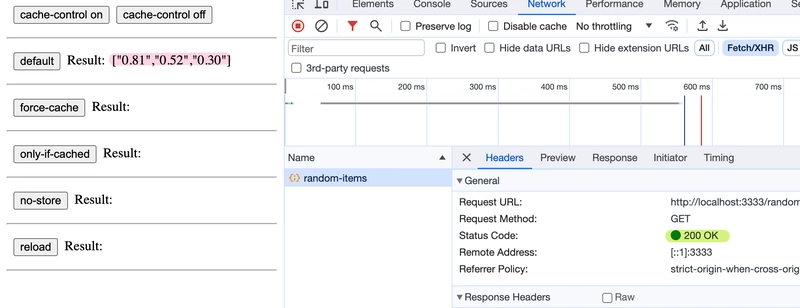 cache-control on cache-control off
default Result: ["0.81","0.52","0.30"]
force-cache Result:
only-if-cached Result:
no-store Result:
reload Result:
Elements Console Sources Network Performance Memory Application
Preserve log Disable cache No throttling
Filter Invert Hide data URLs Hide extension URLs All Fetch/XHR JS
3rd-party requests
100 ms 200 ms 300 ms 400 ms 500 ms 600 ms 700 ms
Name
random-items
Headers Preview Response Initiator Timing
General
Request URL: http://localhost:3333/random
Request Method: GET
Status Code: 200 OK
Remote Address: [::1]:3333
Referrer Policy: strict-origin-when-cross-orig
Response Headers Raw